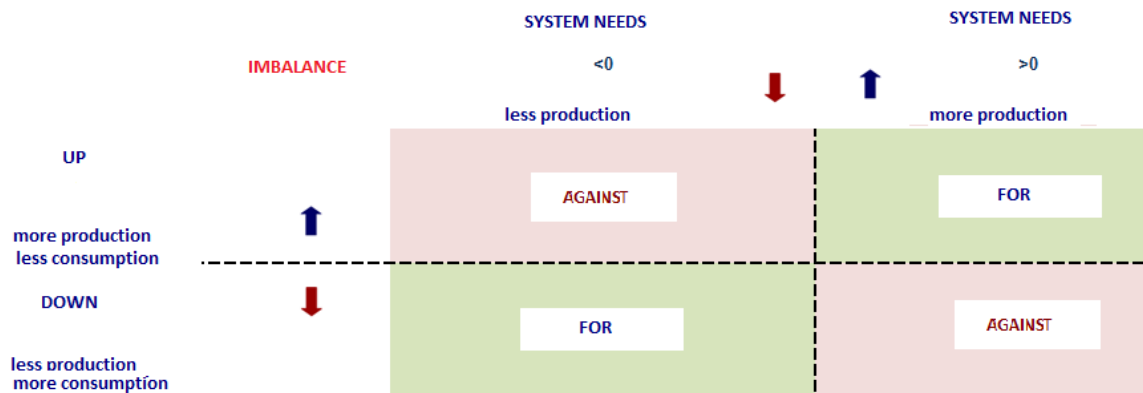 SYSTEM NEEDS
SYSTEM NEEDS
IMBALANCE
<0
>0
less production
more production
UP
AGAINST
FOR
more production
less consumption
DOWN
FOR
AGAINST
less production
more consumption